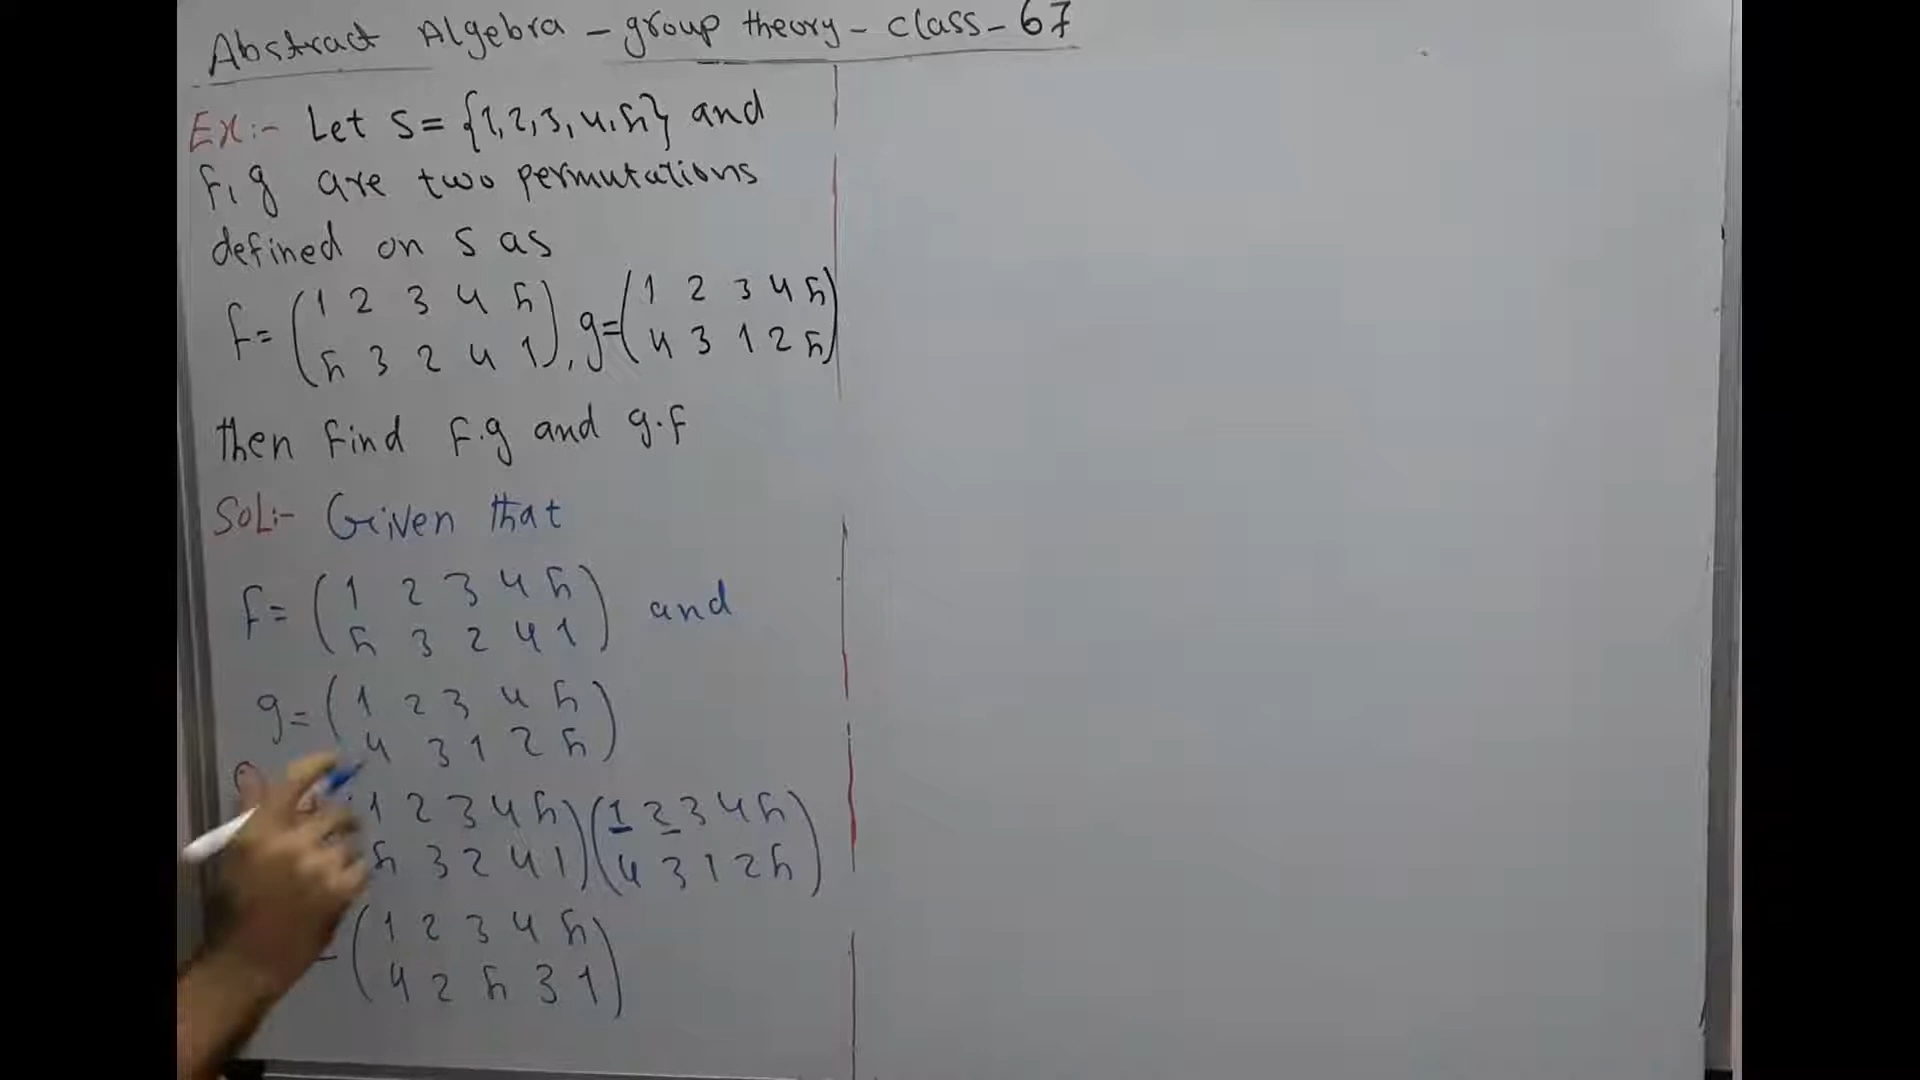 Abstract Algebra - group theory - class - 67
Ex:- Let S = {1, 2, 3, 4, 5} and
f, g are two permutations
defined on S as
f = (1 2 3 4 5), g = (1 2 3 4 5)
5 3 2 4 1 4 3 1 2 5
then find f.g and g.f
Sol:- Given that
f = (1 2 3 4 5) and
5 3 2 4 1
g = (1 2 3 4 5)
4 3 1 2 5
1 2 3 4 5) (1 2 3 4 5)
5 3 2 4 1 4 3 1 2 5
= (1 2 3 4 5)
4 2 5 3 1